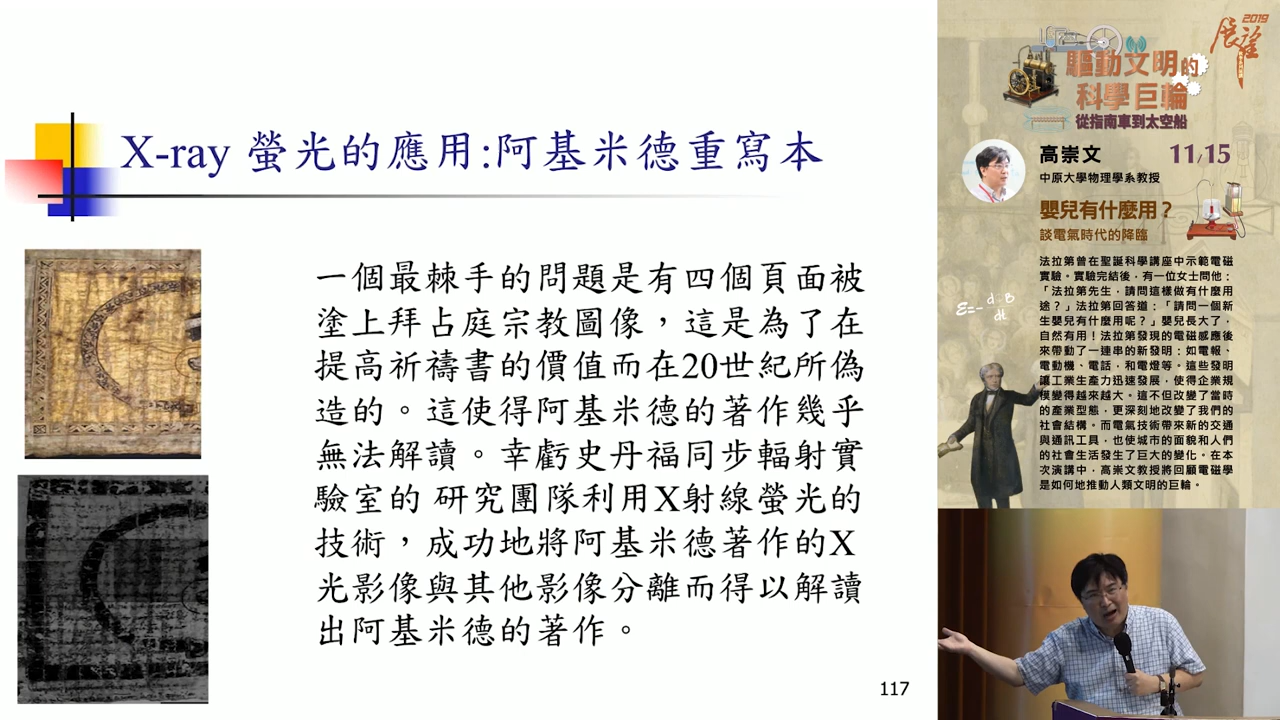 X-ray 螢光的應用:阿基米德重寫本
一個最棘手的問題是有四個頁面被
塗上拜占庭宗教圖像，這是為了在
提高祈禱書的價值而在20世紀所偽
造的。這使得阿基米德的著作幾乎
無法解讀。幸虧史丹福同步輻射實
驗室的 研究團隊利用X射線螢光的
技術，成功地將阿基米德著作的X
光影像與其他影像分離而得以解讀
出阿基米德的著作。
117
2019
展望
驅動文明的
科學巨輪
從指南車到太空船
高崇文 11/15
中原大學物理學系教授
嬰兒有什麼用？
談電氣時代的降臨
法拉第曾在聖誕科學講座中示範電磁
實驗。實驗完結後，有一位女士問他：
「法拉第先生，請問這樣做有什麼用
途？」法拉第回答道：「請問一個新
生嬰兒有什麼用呢？」嬰兒長大了，
自然有用！法拉第發現的電磁感應後
來帶動了一連串的新發明：如電報、
電動機、電話，和電燈等。這些發明
讓工業生產力迅速發展，使得企業規
模變得越來越大。這不但改變了當時
的產業型態，更深刻地改變了我們的
社會結構。而電氣技術帶來新的交通
與通訊工具，也使城市的面貌和人們
的社會生活發生了巨大的變化。在本
次演講中，高崇文教授將回顧電磁學
是如何地推動人類文明的巨輪。